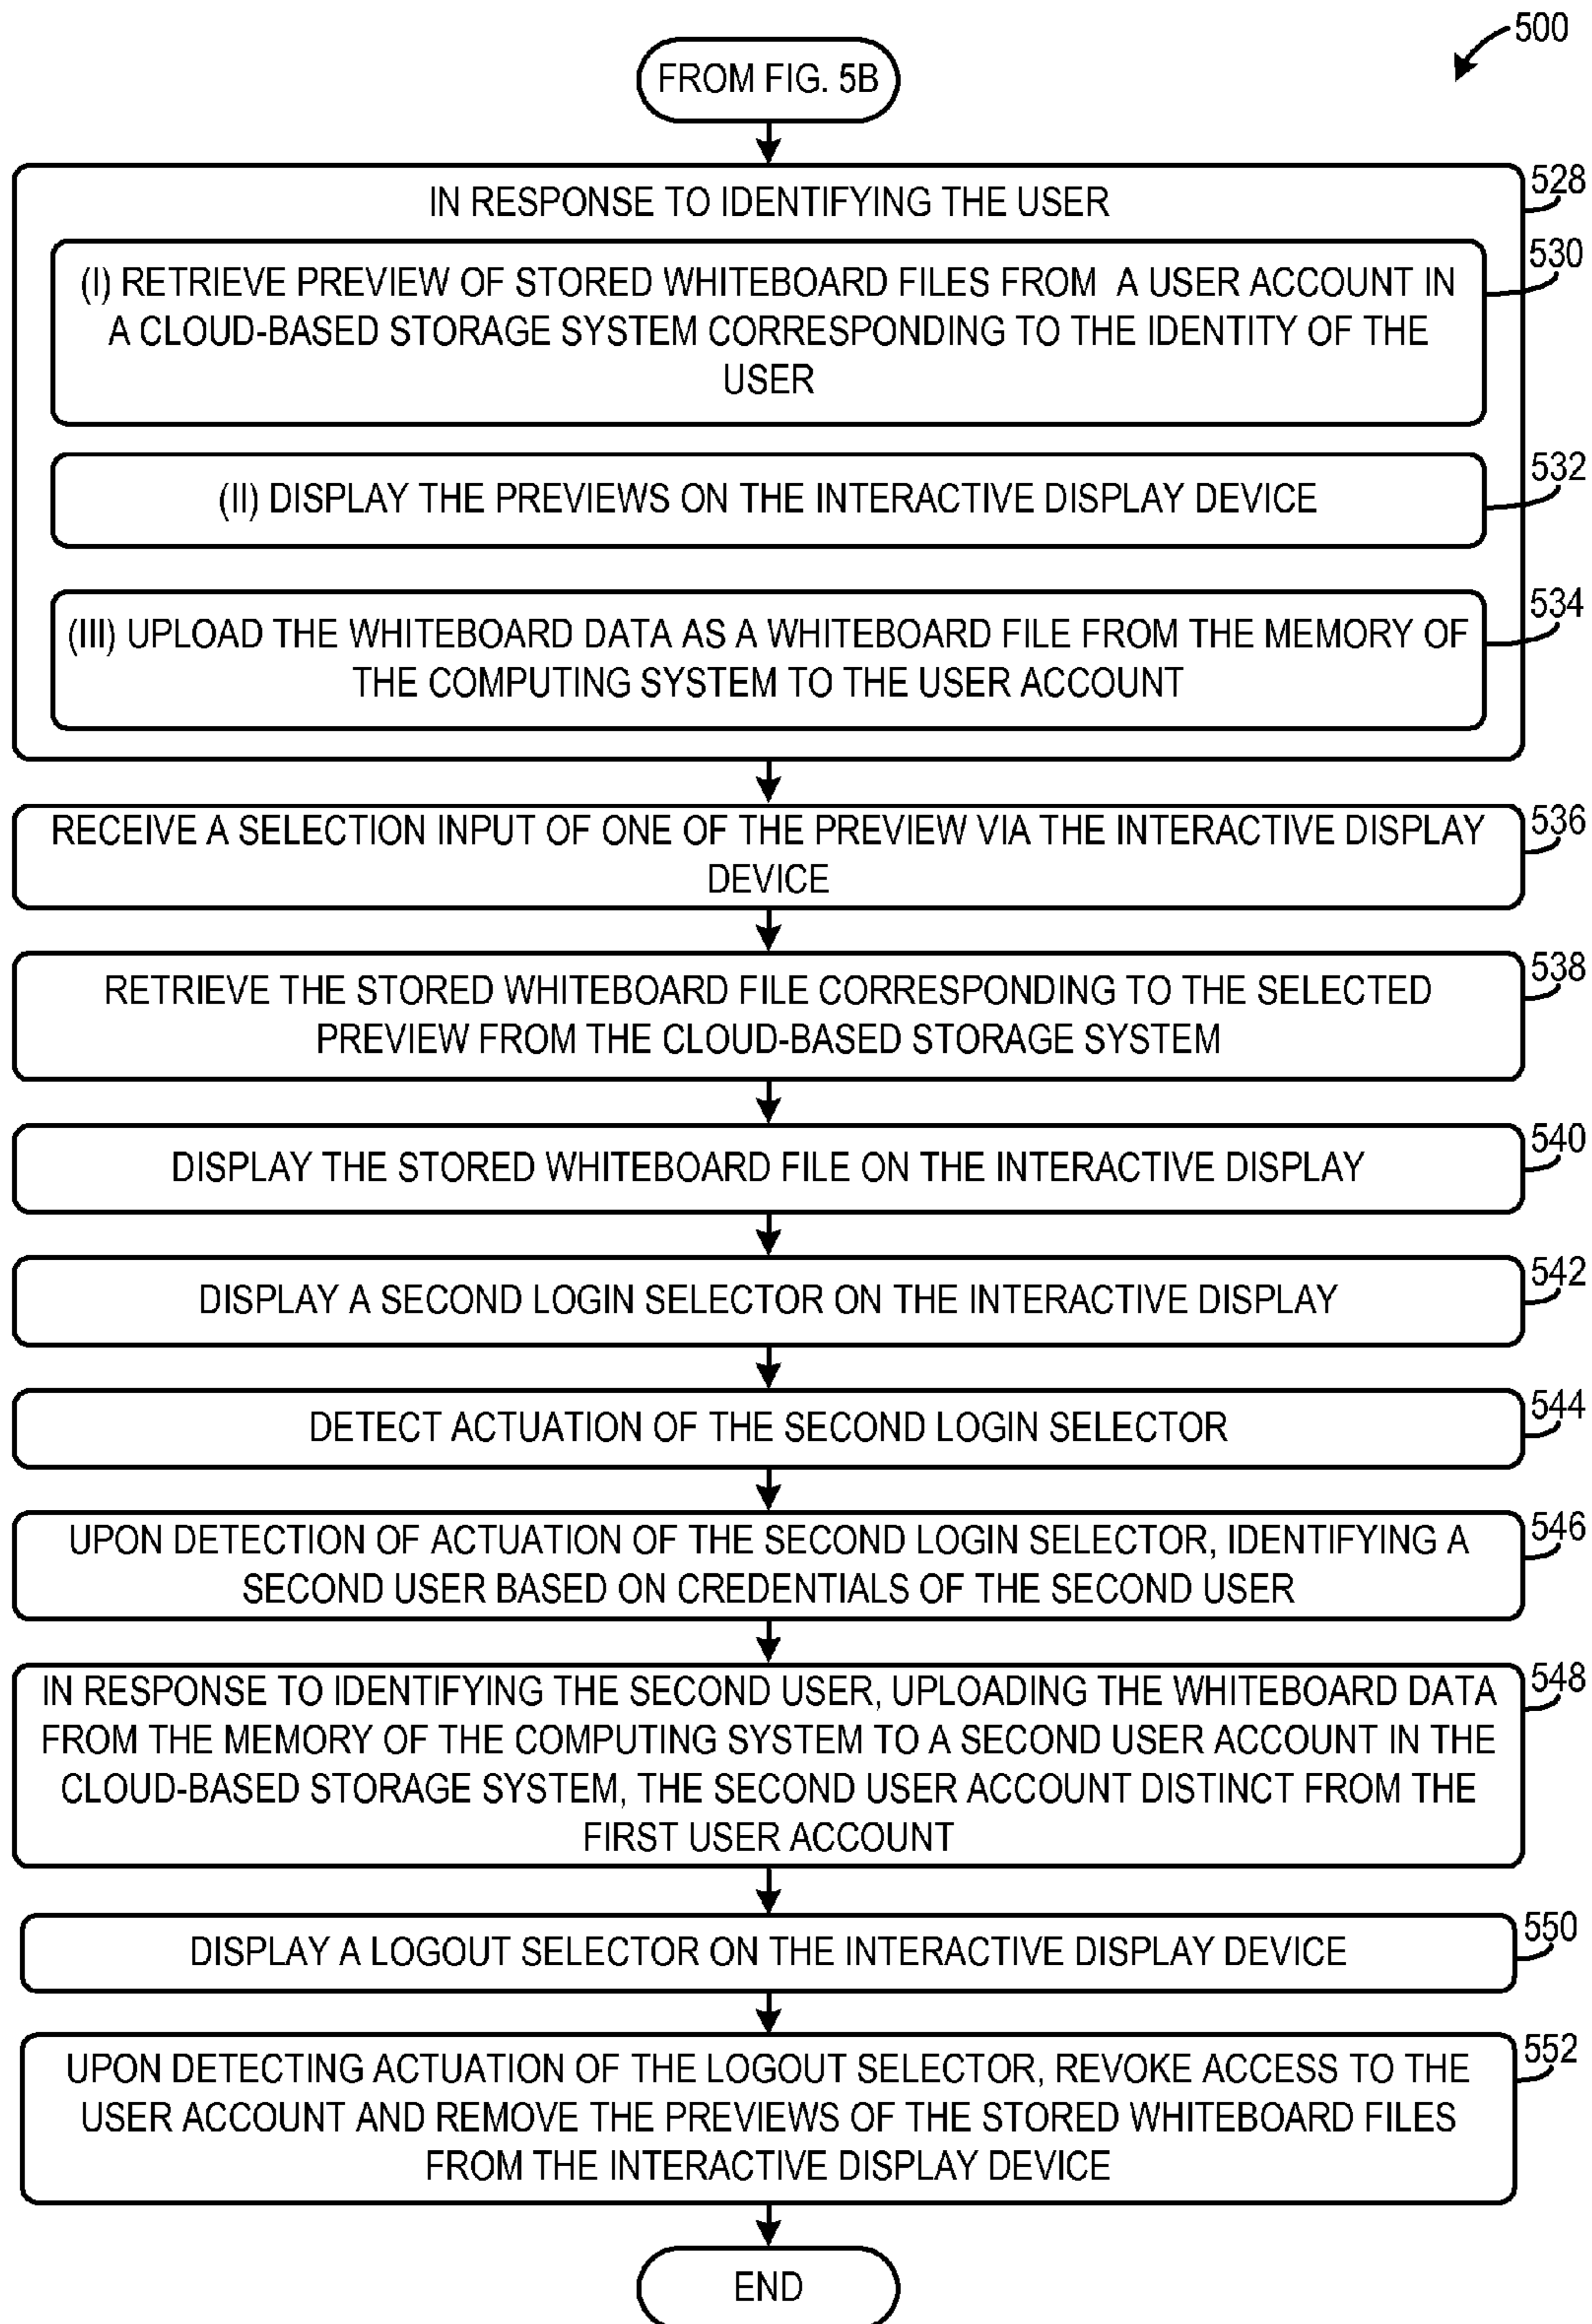 500
FROM FIG. 5B
528
IN RESPONSE TO IDENTIFYING THE USER
530
(I) RETRIEVE PREVIEW OF STORED WHITEBOARD FILES FROM A USER ACCOUNT IN
A CLOUD-BASED STORAGE SYSTEM CORRESPONDING TO THE IDENTITY OF THE
USER
532
(II) DISPLAY THE PREVIEWS ON THE INTERACTIVE DISPLAY DEVICE
534
(III) UPLOAD THE WHITEBOARD DATA AS A WHITEBOARD FILE FROM THE MEMORY OF
THE COMPUTING SYSTEM TO THE USER ACCOUNT
536
RECEIVE A SELECTION INPUT OF ONE OF THE PREVIEW VIA THE INTERACTIVE DISPLAY
DEVICE
538
RETRIEVE THE STORED WHITEBOARD FILE CORRESPONDING TO THE SELECTED
PREVIEW FROM THE CLOUD-BASED STORAGE SYSTEM
540
DISPLAY THE STORED WHITEBOARD FILE ON THE INTERACTIVE DISPLAY
542
DISPLAY A SECOND LOGIN SELECTOR ON THE INTERACTIVE DISPLAY
544
DETECT ACTUATION OF THE SECOND LOGIN SELECTOR
546
UPON DETECTION OF ACTUATION OF THE SECOND LOGIN SELECTOR, IDENTIFYING A
SECOND USER BASED ON CREDENTIALS OF THE SECOND USER
548
IN RESPONSE TO IDENTIFYING THE SECOND USER, UPLOADING THE WHITEBOARD DATA
FROM THE MEMORY OF THE COMPUTING SYSTEM TO A SECOND USER ACCOUNT IN THE
CLOUD-BASED STORAGE SYSTEM, THE SECOND USER ACCOUNT DISTINCT FROM THE
FIRST USER ACCOUNT
550
DISPLAY A LOGOUT SELECTOR ON THE INTERACTIVE DISPLAY DEVICE
552
UPON DETECTING ACTUATION OF THE LOGOUT SELECTOR, REVOKE ACCESS TO THE
USER ACCOUNT AND REMOVE THE PREVIEWS OF THE STORED WHITEBOARD FILES
FROM THE INTERACTIVE DISPLAY DEVICE
END